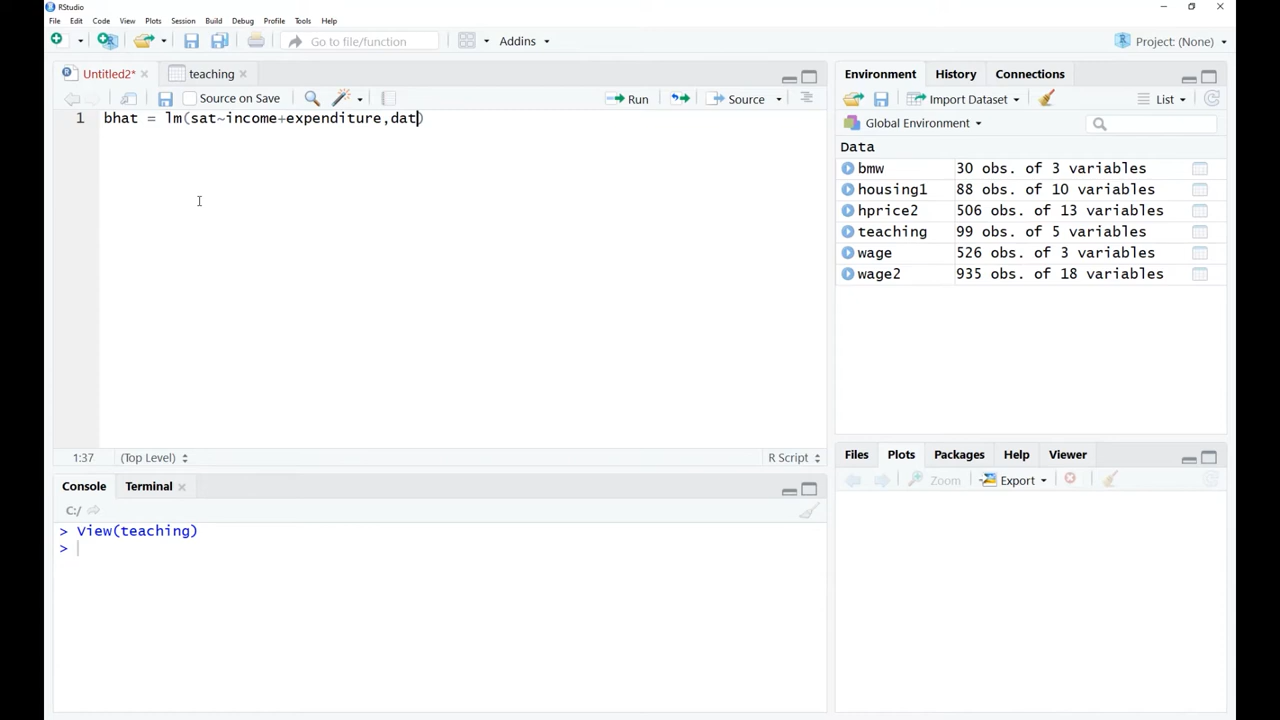 RStudio
File Edit Code View Plots Session Build Debug Profile Tools Help
Go to file/function Addins Project: (None)
Untitled2* teaching
Source on Save Run Source
1 bhat = lm(sat~income+expenditure,dat)
1:37 (Top Level) R Script
Console Terminal
C:/
> View(teaching)
>
Environment History Connections
Import Dataset List
Global Environment
Data
bmw 30 obs. of 3 variables
housing1 88 obs. of 10 variables
hprice2 506 obs. of 13 variables
teaching 99 obs. of 5 variables
wage 526 obs. of 3 variables
wage2 935 obs. of 18 variables
Files Plots Packages Help Viewer
Zoom Export